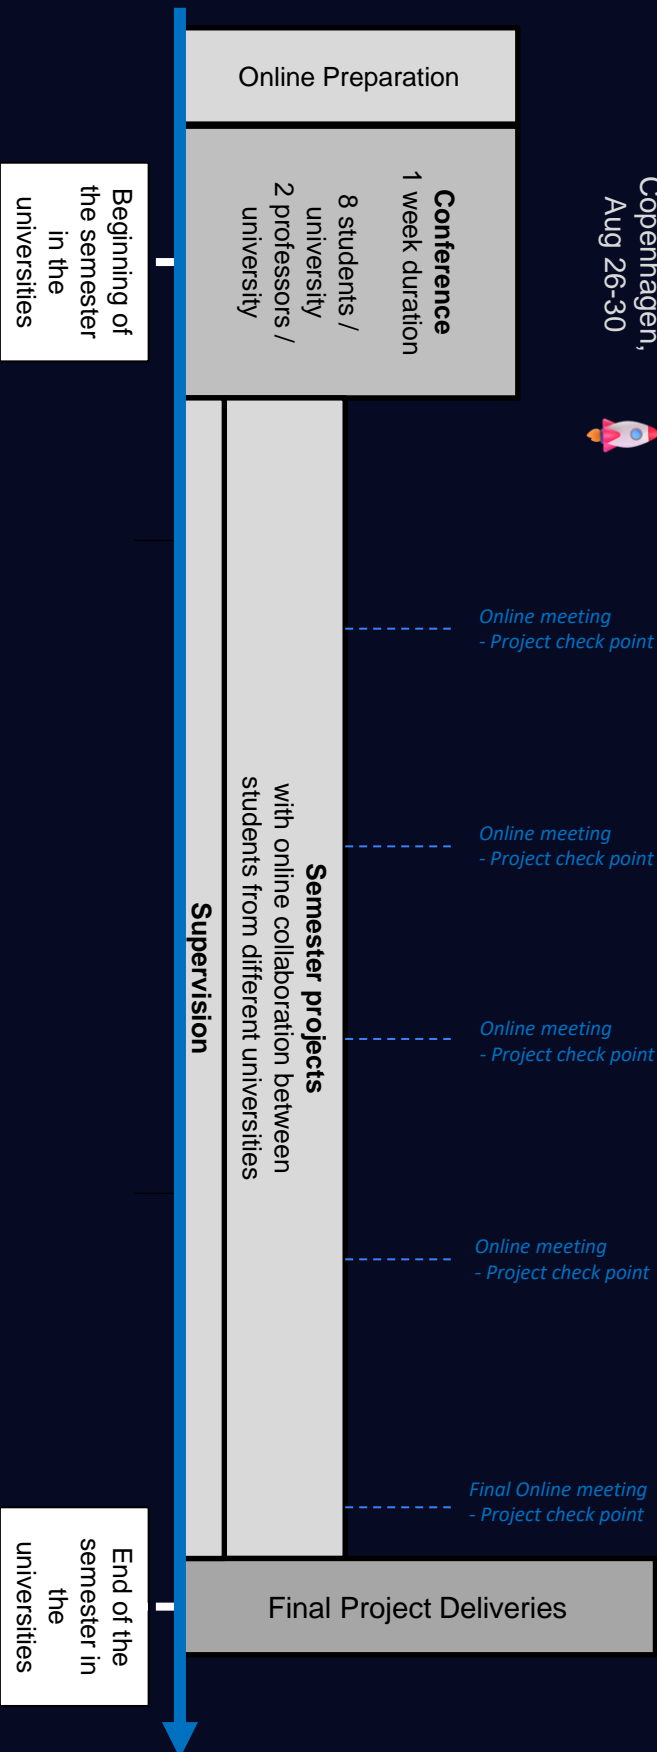 Online Preparation
Copenhagen,
Aug 26-30
Conference
1 week duration
8 students /
university
2 professors /
university
Beginning of
the semester
in the
universities
Online meeting
- Project check point
Online meeting
- Project check point
Semester projects
with online collaboration between
students from different universities
Supervision
Online meeting
- Project check point
Online meeting
- Project check point
Final Online meeting
- Project check point
End of the
semester in
the
universities
Final Project Deliveries